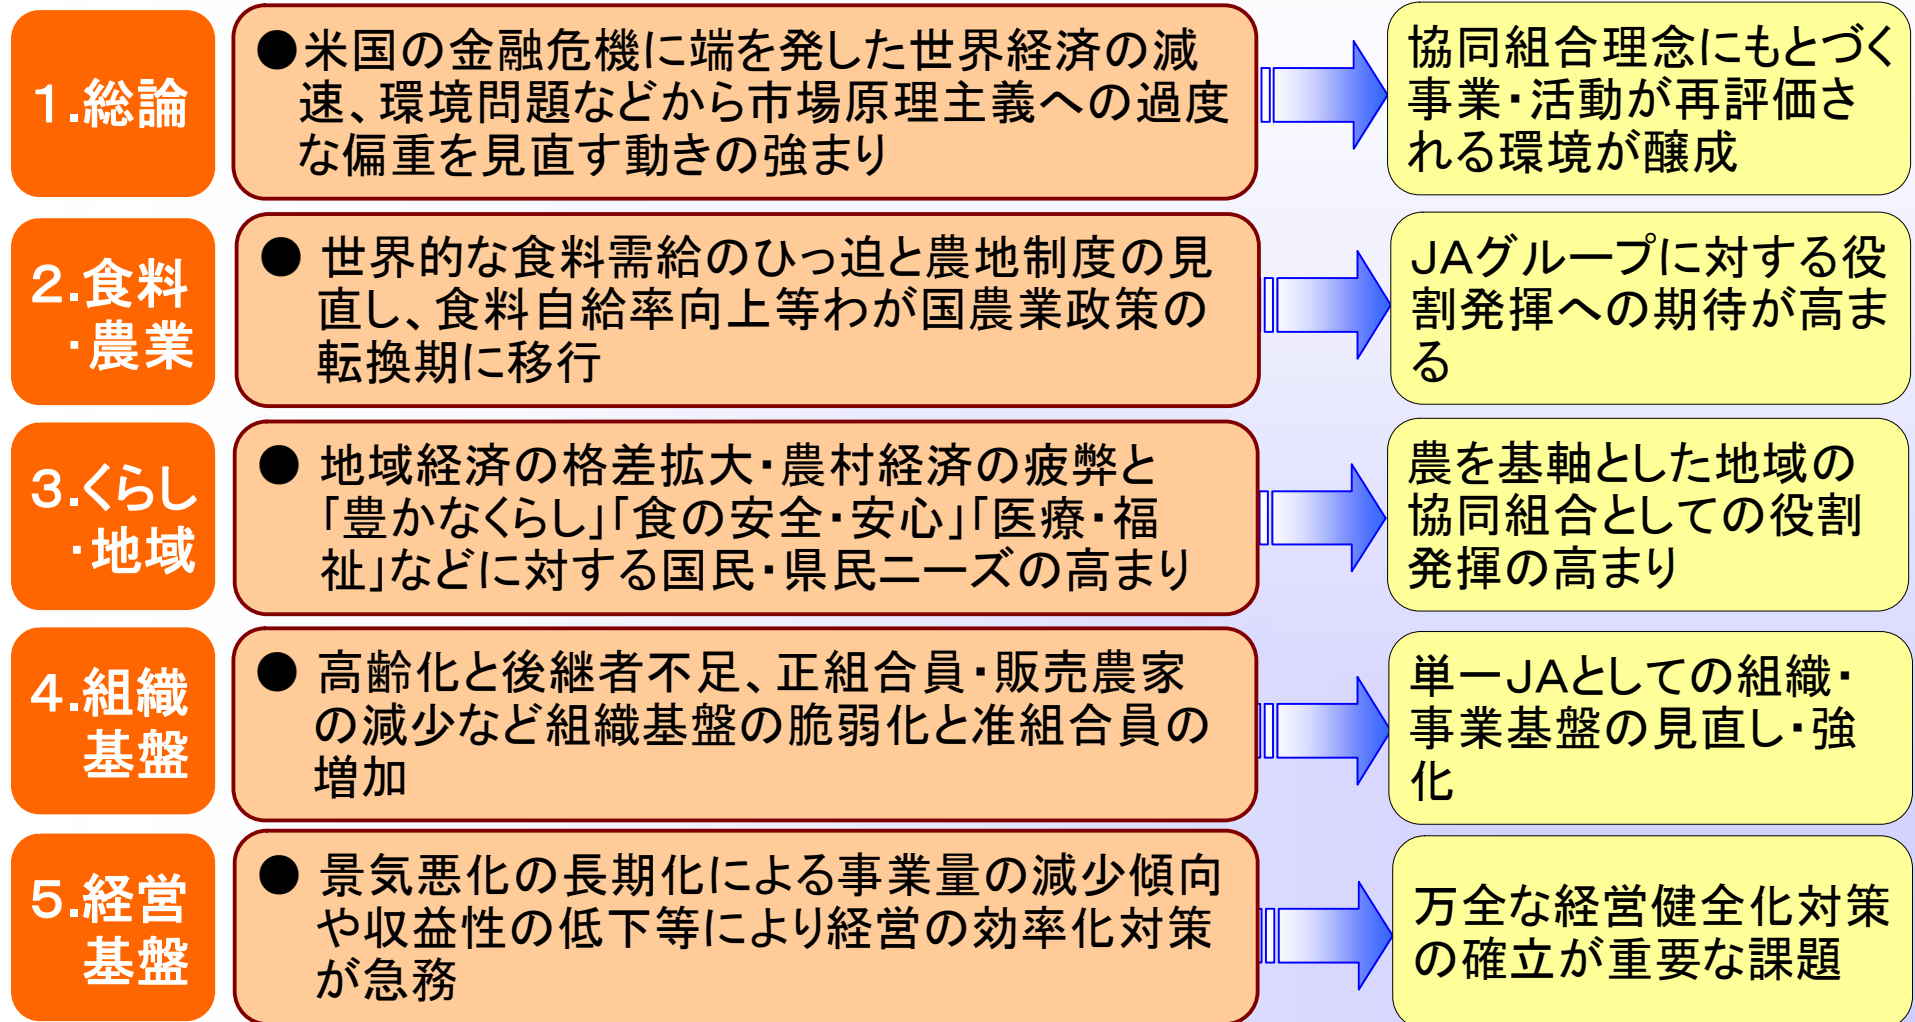 １.総論
●米国の金融危機に端を発した世界経済の減
速、環境問題などから市場原理主義への過度
な偏重を見直す動きの強まり
協同組合理念にもとづく
事業・活動が再評価さ
れる環境が醸成
２.食料
・農業
● 世界的な食料需給のひっ迫と農地制度の見
直し、食料自給率向上等わが国農業政策の
転換期に移行
JAグループに対する役
割発揮への期待が高ま
る
３.くらし
・地域
● 地域経済の格差拡大・農村経済の疲弊と
「豊かなくらし」「食の安全・安心」「医療・福
祉」などに対する国民・県民ニーズの高まり
農を基軸とした地域の
協同組合としての役割
発揮の高まり
４.組織
基盤
● 高齢化と後継者不足、正組合員・販売農家
の減少など組織基盤の脆弱化と准組合員の
増加
単一JAとしての組織・
事業基盤の見直し・強
化
５.経営
基盤
● 景気悪化の長期化による事業量の減少傾向
や収益性の低下等により経営の効率化対策
が急務
万全な経営健全化対策
の確立が重要な課題